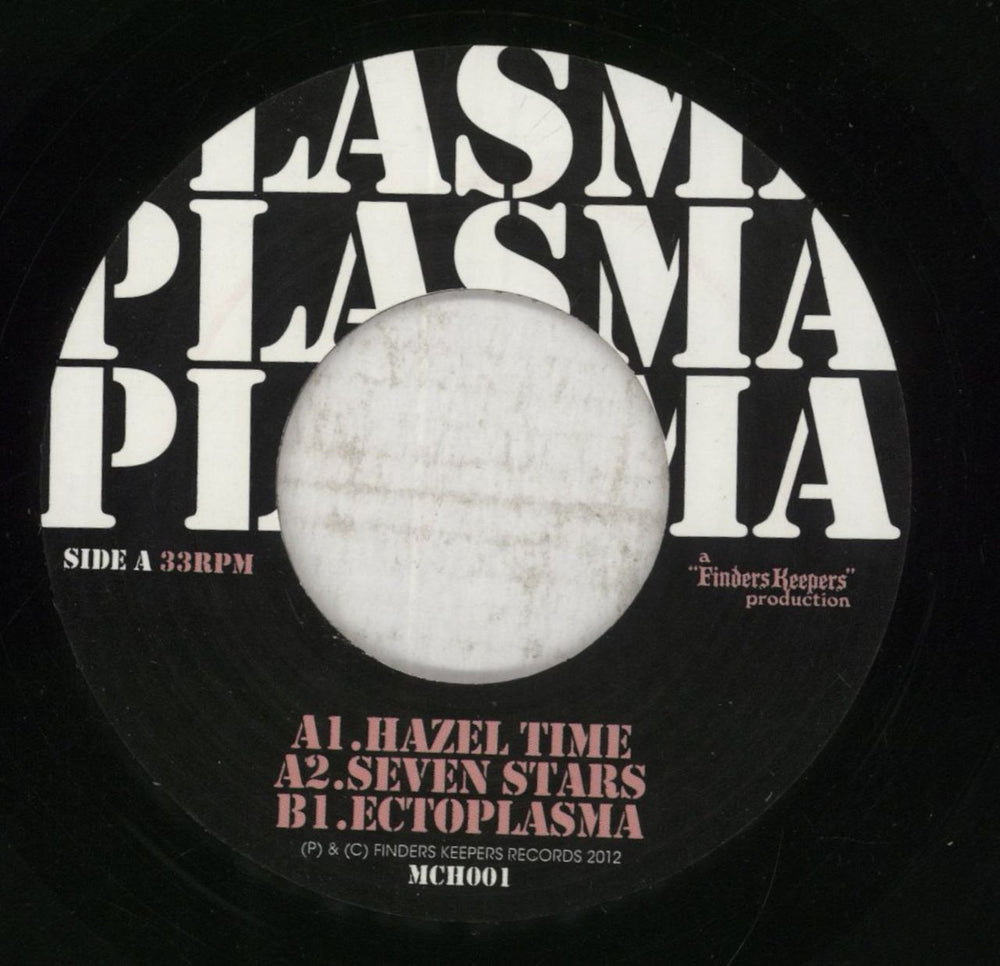 PLASMA
PLASMA
PLASMA
SIDE A 33RPM
a
"Finders Keepers"
production
A1.HAZEL TIME
A2.SEVEN STARS
B1.ECTOPLASMA
(P) & (C) FINDERS KEEPERS RECORDS 2012
MCH001